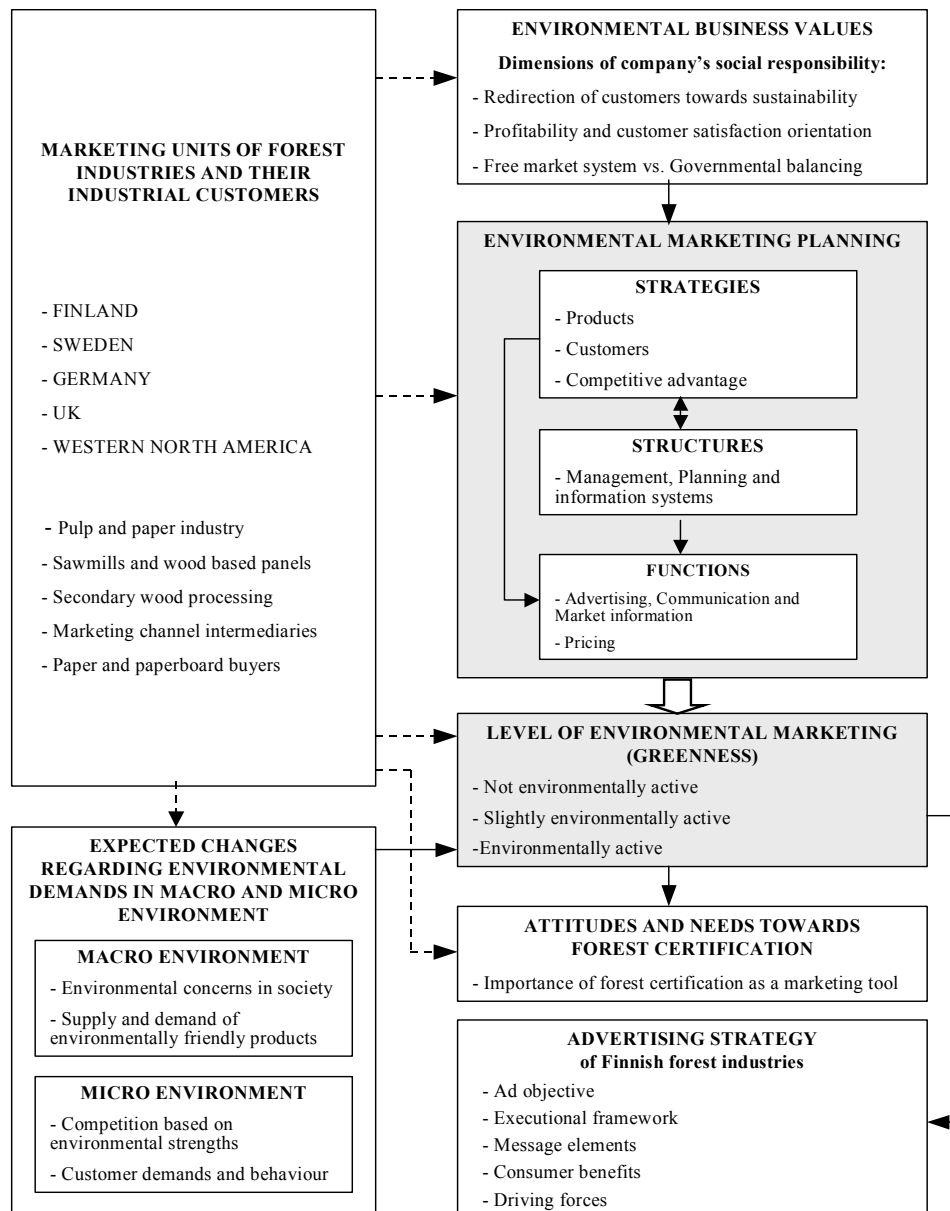 MARKETING UNITS OF FOREST
INDUSTRIES AND THEIR
INDUSTRIAL CUSTOMERS
- FINLAND
- SWEDEN
- GERMANY
- UK
- WESTERN NORTH AMERICA
- Pulp and paper industry
- Sawmills and wood based panels
- Secondary wood processing
- Marketing channel intermediaries
- Paper and paperboard buyers
EXPECTED CHANGES
REGARDING ENVIRONMENTAL
DEMANDS IN MACRO AND MICRO
ENVIRONMENT
MACRO ENVIRONMENT
- Environmental concerns in society
- Supply and demand of
environmentally friendly products
MICRO ENVIRONMENT
- Competition based on
environmental strengths
- Customer demands and behaviour
ENVIRONMENTAL BUSINESS VALUES
Dimensions of company's social responsibility:
- Redirection of customers towards sustainability
- Profitability and customer satisfaction orientation
- Free market system vs. Governmental balancing
ENVIRONMENTAL MARKETING PLANNING
STRATEGIES
- Products
- Customers
- Competitive advantage
STRUCTURES
- Management, Planning and
information systems
FUNCTIONS
- Advertising, Communication and
Market information
- Pricing
LEVEL OF ENVIRONMENTAL MARKETING
(GREENNESS)
- Not environmentally active
- Slightly environmentally active
-Environmentally active
ATTITUDES AND NEEDS TOWARDS
FOREST CERTIFICATION
- Importance of forest certification as a marketing tool
ADVERTISING STRATEGY
of Finnish forest industries
- Ad objective
- Executional framework
- Message elements
- Consumer benefits
- Driving forces